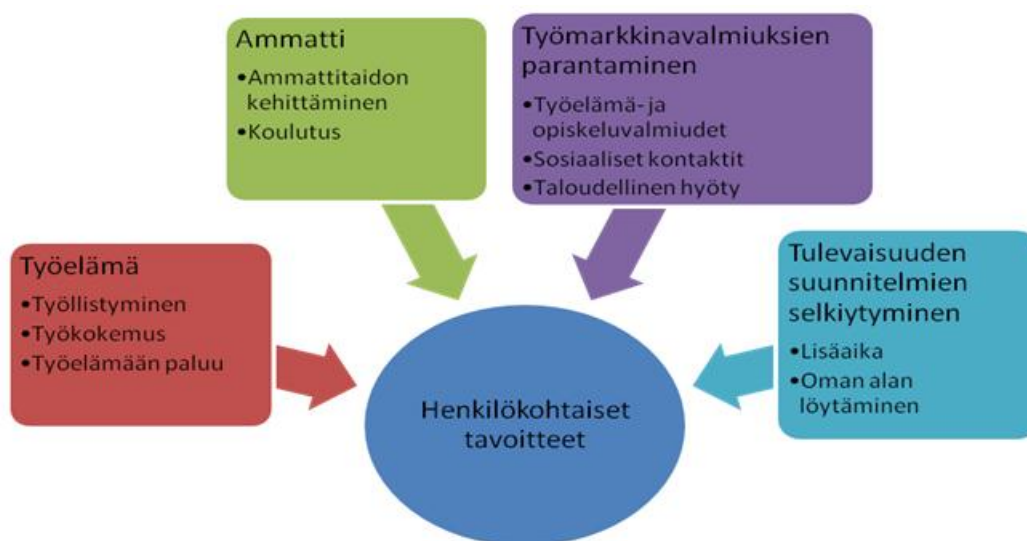 Ammatti
•Ammattitaidon
kehittäminen
•Koulutus
Työmarkkinavalmiuksien
parantaminen
•Työelämä- ja
opiskeluvalmiudet
•Sosiaaliset kontaktit
•Taloudellinen hyöty
Työelämä
•Työllistyminen
•Työkokemus
•Työelämään paluu
Tulevaisuuden
suunnitelmien
selkiytyminen
•Lisäaika
•Oman alan
löytäminen
Henkilökohtaiset
tavoitteet